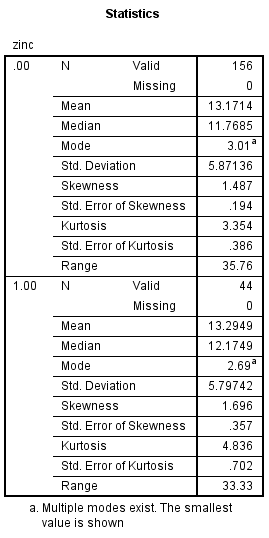 Statistics
zinc
.00 N Valid 156
Missing 0
Mean 13.1714
Median 11.7685
Mode 3.01a
Std. Deviation 5.87136
Skewness 1.487
Std. Error of Skewness .194
Kurtosis 3.354
Std. Error of Kurtosis .386
Range 35.76
1.00 N Valid 44
Missing 0
Mean 13.2949
Median 12.1749
Mode 2.69a
Std. Deviation 5.79742
Skewness 1.696
Std. Error of Skewness .357
Kurtosis 4.836
Std. Error of Kurtosis .702
Range 33.33
a. Multiple modes exist. The smallest
value is shown